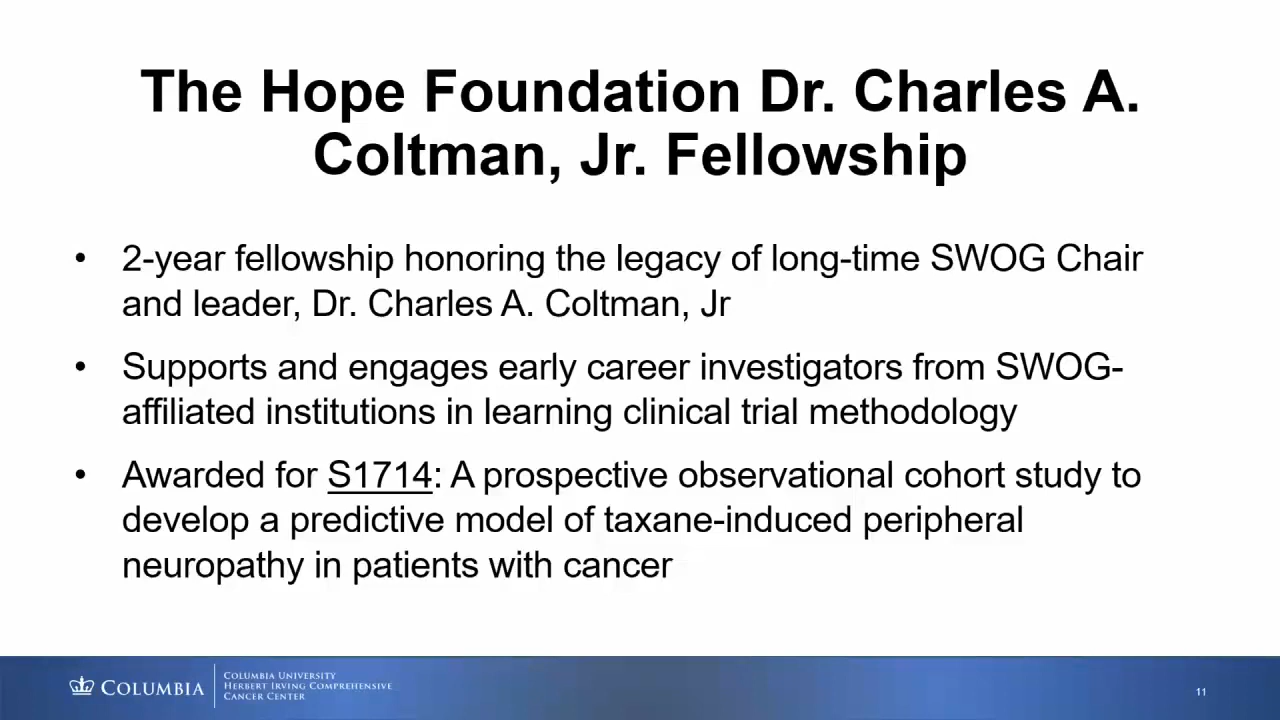 The Hope Foundation Dr. Charles A.
Coltman, Jr. Fellowship
• 2-year fellowship honoring the legacy of long-time SWOG Chair
and leader, Dr. Charles A. Coltman, Jr
• Supports and engages early career investigators from SWOG-
affiliated institutions in learning clinical trial methodology
• Awarded for S1714: A prospective observational cohort study to
develop a predictive model of taxane-induced peripheral
neuropathy in patients with cancer
COLUMBIA
COLUMBIA UNIVERSITY
HERBERT IRVING COMPREHENSIVE
CANCER CENTER
11